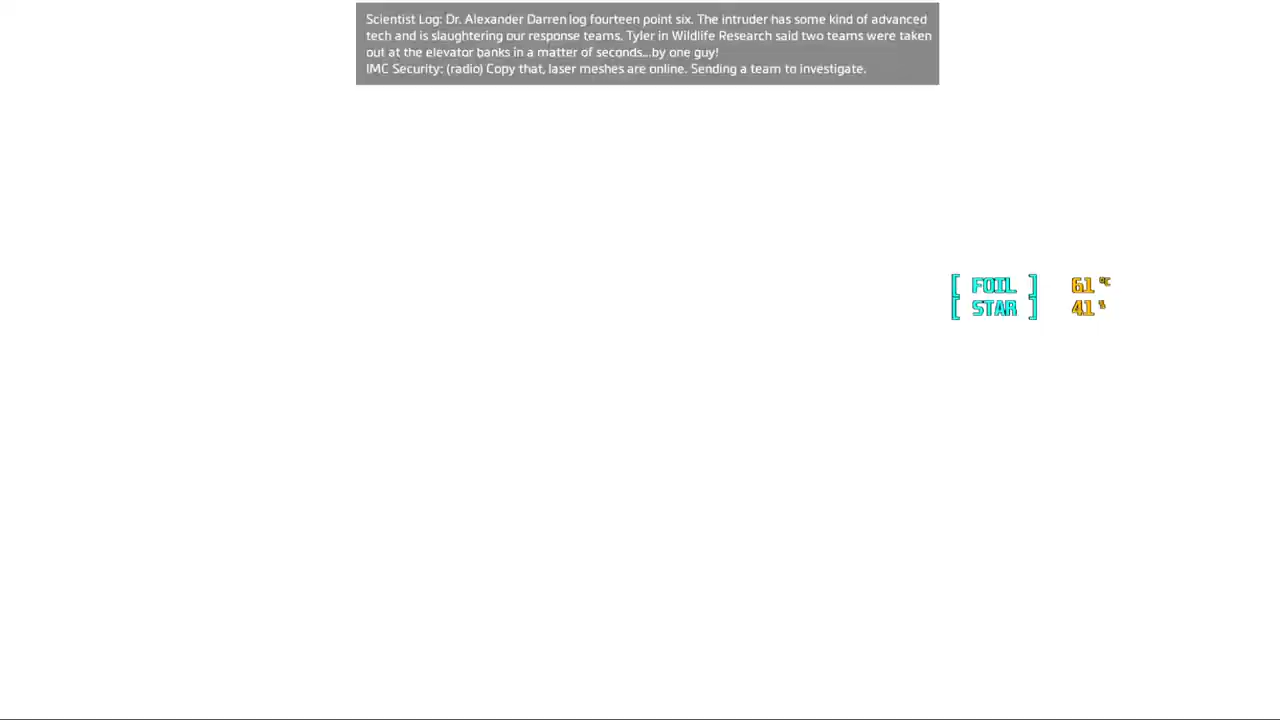 Scientist Log: Dr. Alexander Darren log fourteen point six. The intruder has some kind of advanced
tech and is slaughtering our response teams. Tyler in Wildlife Research said two teams were taken
out at the elevator banks in a matter of seconds...by one guy!
IMC Security: (radio) Copy that, laser meshes are online. Sending a team to investigate.
[ FOIL ] 61 °C
[ STAR ] 41 %